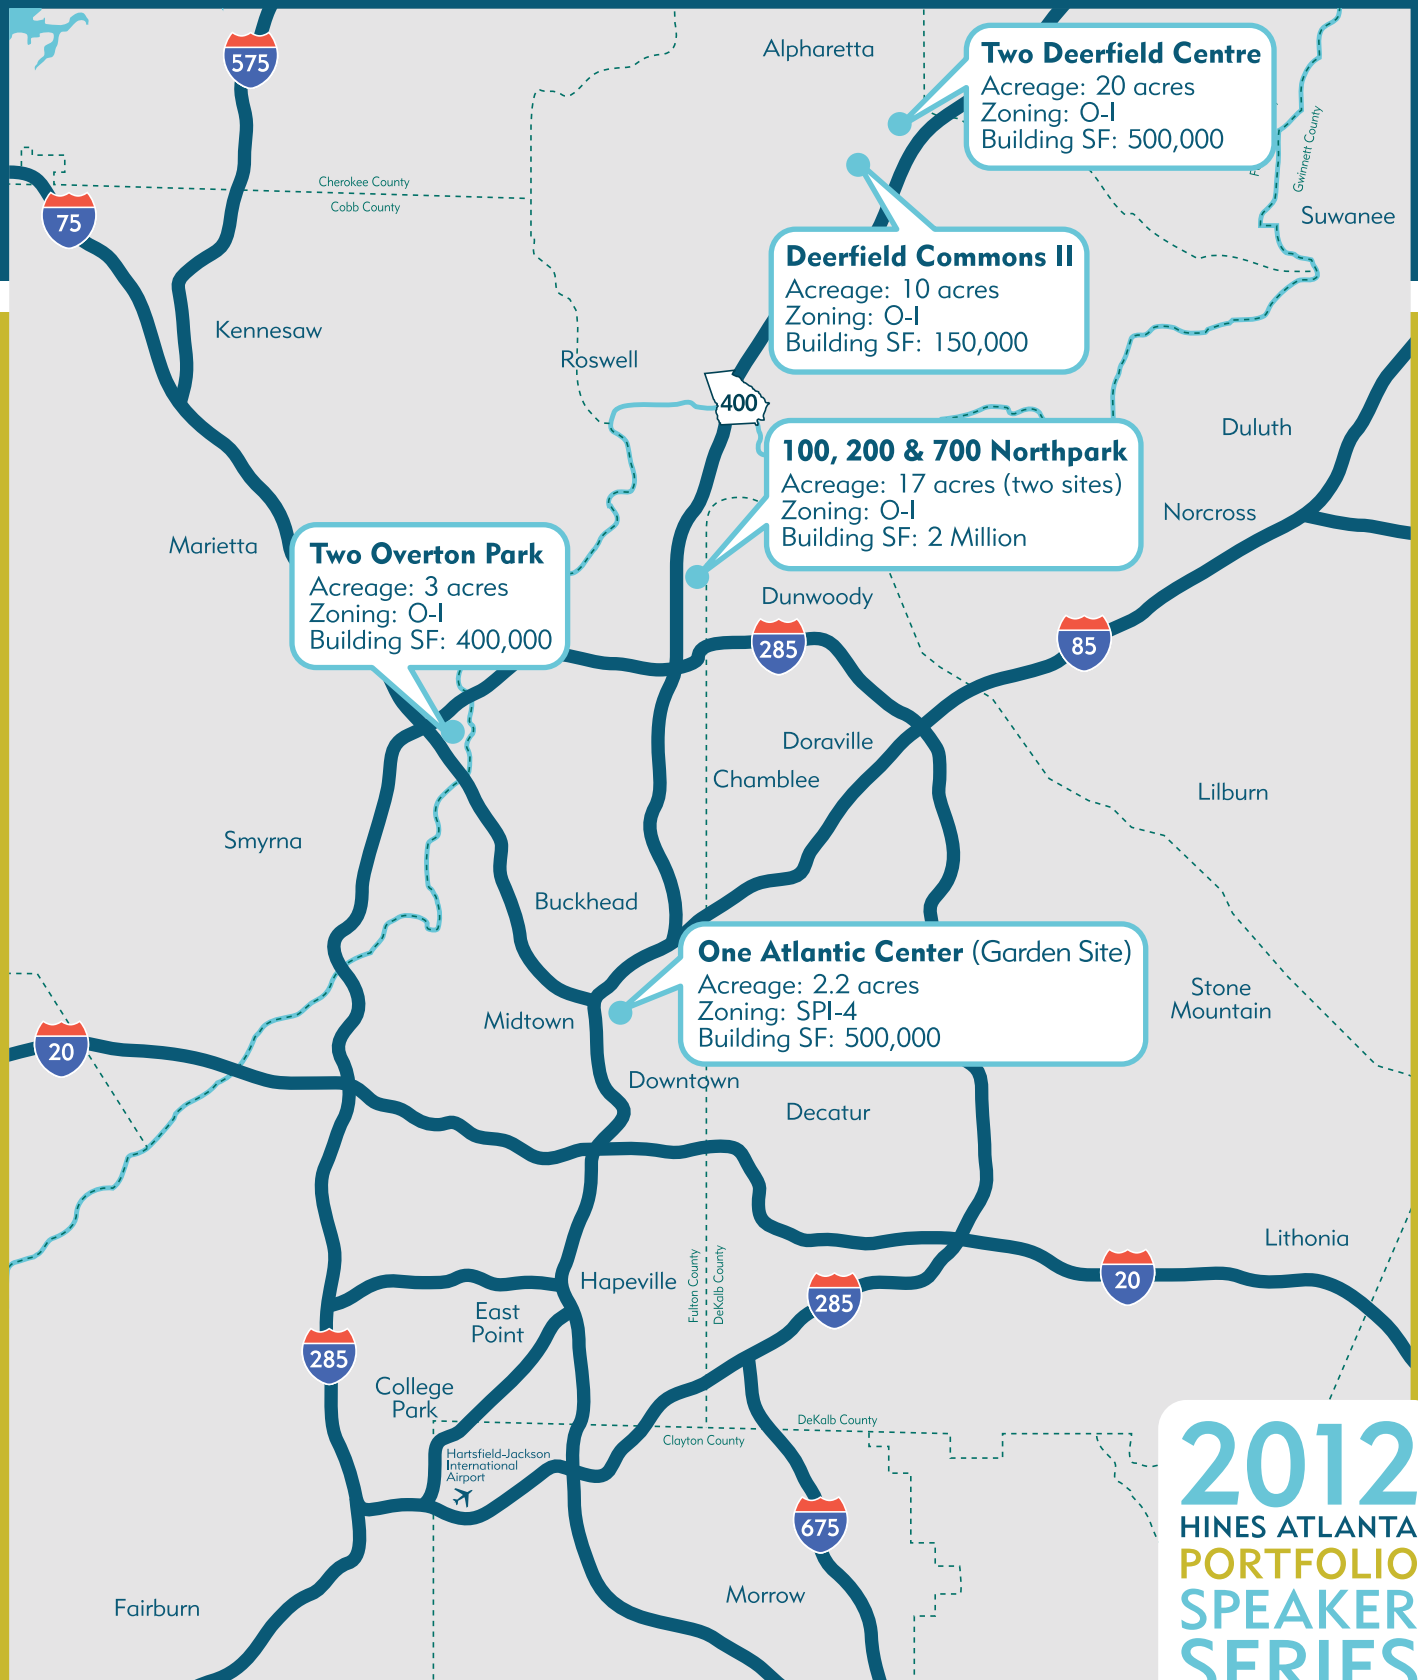 575
Alpharetta
Two Deerfield Centre
Acreage: 20 acres
Zoning: O-I
Building SF: 500,000
Gwinnett County
Cherokee County
Cobb County
75
Suwanee
Deerfield Commons II
Acreage: 10 acres
Zoning: O-I
Building SF: 150,000
Kennesaw
Roswell
400
Duluth
100, 200 & 700 Northpark
Acreage: 17 acres (two sites)
Zoning: O-I
Building SF: 2 Million
Norcross
Marietta
Two Overton Park
Acreage: 3 acres
Zoning: O-I
Building SF: 400,000
Dunwoody
285
85
Doraville
Chamblee
Lilburn
Smyrna
Buckhead
One Atlantic Center (Garden Site)
Acreage: 2.2 acres
Zoning: SPI-4
Building SF: 500,000
Stone
Mountain
Midtown
20
Downtown
Decatur
Lithonia
Hapeville
Fulton County
DeKalb County
20
285
East
Point
285
College
Park
DeKalb County
Clayton County
Hartsfield-Jackson
International
Airport
675
Morrow
Fairburn
2012
HINES ATLANTA
PORTFOLIO
SPEAKER
SERIES